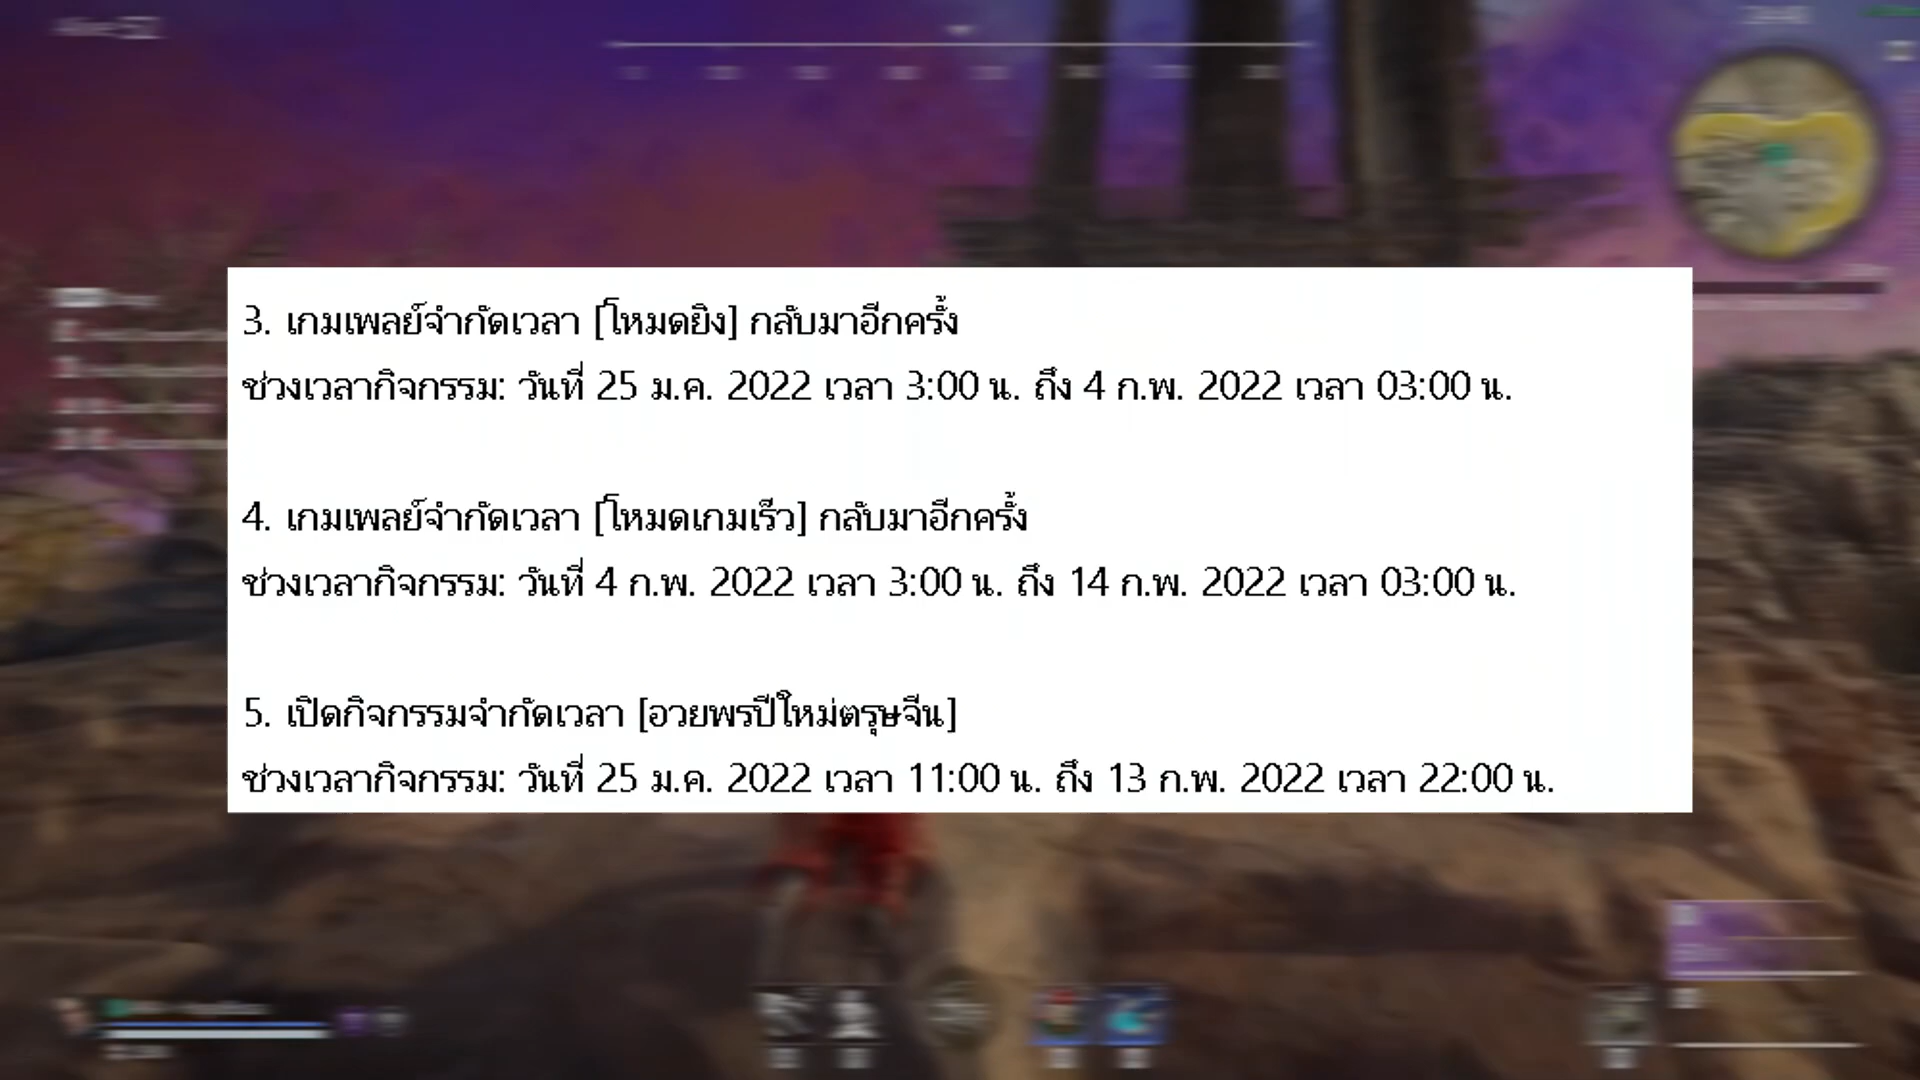 3. เกมเพลย์จำกัดเวลา [โหมดยิง] กลับมาอีกครั้ง
ช่วงเวลากิจกรรม: วันที่ 25 ม.ค. 2022 เวลา 3:00 น. ถึง 4 ก.พ. 2022 เวลา 03:00 น.
4. เกมเพลย์จำกัดเวลา [โหมดเกมเร็ว] กลับมาอีกครั้ง
ช่วงเวลากิจกรรม: วันที่ 4 ก.พ. 2022 เวลา 3:00 น. ถึง 14 ก.พ. 2022 เวลา 03:00 น.
5. เปิดกิจกรรมจำกัดเวลา [อวยพรปีใหม่ตรุษจีน]
ช่วงเวลากิจกรรม: วันที่ 25 ม.ค. 2022 เวลา 11:00 น. ถึง 13 ก.พ. 2022 เวลา 22:00 น.